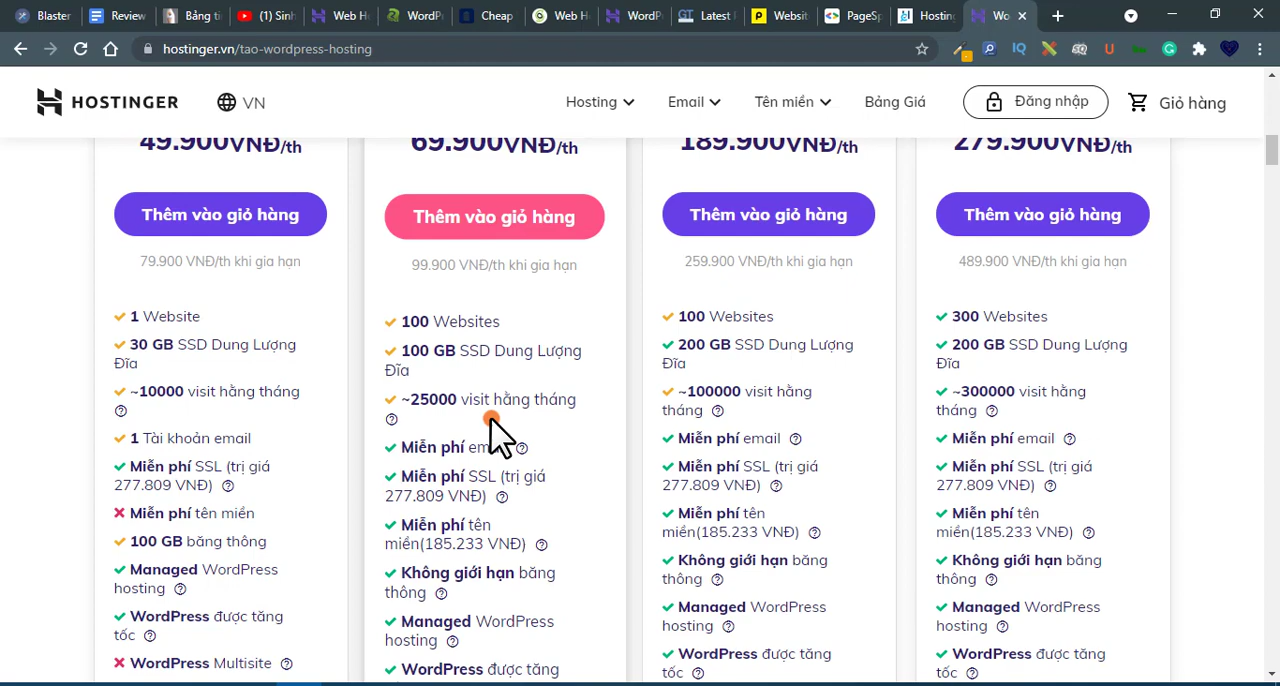 Blaster
Review
Bảng ti
(1) Sinh
Web H
WordP
Cheap
Web H
WordP
GT Latest
Websit
PageSp
Hosting
Wo
hostinger.vn/tao-wordpress-hosting
IQ
SQ
U
HOSTINGER
VN
Hosting
Email
Tên miền
Bảng Giá
Đăng nhập
Giỏ hàng
49.900VNĐ/th
Thêm vào giỏ hàng
79.900 VNĐ/th khi gia hạn
1 Website
30 GB SSD Dung Lượng
Đĩa
~10000 visit hằng tháng
1 Tài khoản email
Miễn phí SSL (trị giá
277.809 VNĐ)
Miễn phí tên miền
100 GB băng thông
Managed WordPress
hosting
WordPress được tăng
tốc
WordPress Multisite
69.900VNĐ/th
Thêm vào giỏ hàng
99.900 VNĐ/th khi gia hạn
100 Websites
100 GB SSD Dung Lượng
Đĩa
~25000 visit hằng tháng
Miễn phí em
Miễn phí SSL (trị giá
277.809 VNĐ)
Miễn phí tên
miền(185.233 VNĐ)
Không giới hạn băng
thông
Managed WordPress
hosting
WordPress được tăng
189.900VNĐ/th
Thêm vào giỏ hàng
259.900 VNĐ/th khi gia hạn
100 Websites
200 GB SSD Dung Lượng
Đĩa
~100000 visit hằng
tháng
Miễn phí email
Miễn phí SSL (trị giá
277.809 VNĐ)
Miễn phí tên
miền(185.233 VNĐ)
Không giới hạn băng
thông
Managed WordPress
hosting
WordPress được tăng
tốc
279.900VNĐ/th
Thêm vào giỏ hàng
489.900 VNĐ/th khi gia hạn
300 Websites
200 GB SSD Dung Lượng
Đĩa
~300000 visit hằng
tháng
Miễn phí email
Miễn phí SSL (trị giá
277.809 VNĐ)
Miễn phí tên
miền(185.233 VNĐ)
Không giới hạn băng
thông
Managed WordPress
hosting
WordPress được tăng
tốc